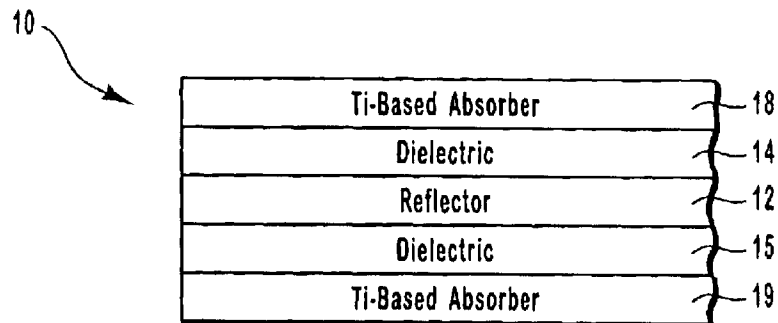 10
Ti-Based Absorber 18
Dielectric 14
Reflector 12
Dielectric 15
Ti-Based Absorber 19